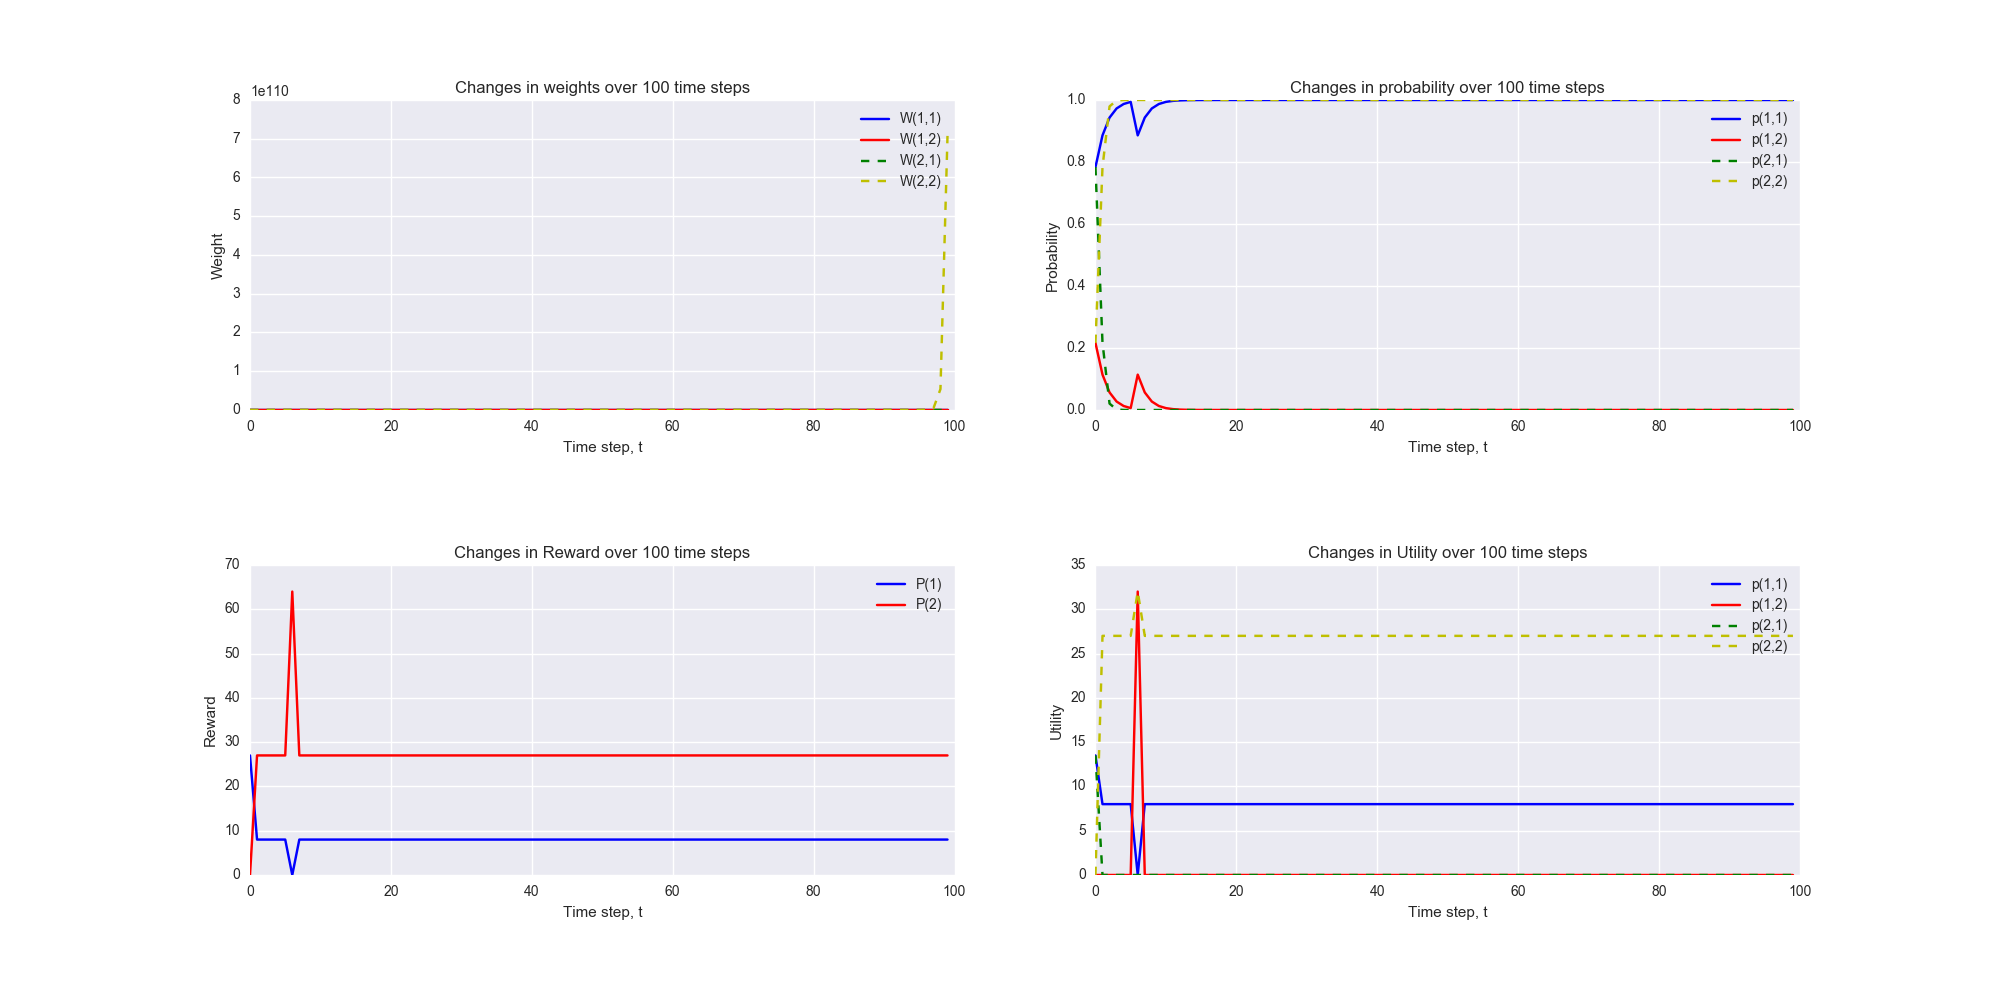 Changes in weights over 100 time steps
1e110
8
7
6
5
4
3
2
1
0
Weight
0 20 40 60 80 100
Time step, t
W(1,1)
W(1,2)
W(2,1)
W(2,2)
Changes in probability over 100 time steps
1.0
0.8
0.6
0.4
0.2
0.0
Probability
0 20 40 60 80 100
Time step, t
p(1,1)
p(1,2)
p(2,1)
p(2,2)
Changes in Reward over 100 time steps
70
60
50
40
30
20
10
0
Reward
0 20 40 60 80 100
Time step, t
P(1)
P(2)
Changes in Utility over 100 time steps
35
30
25
20
15
10
5
0
Utility
0 20 40 60 80 100
Time step, t
p(1,1)
p(1,2)
p(2,1)
p(2,2)